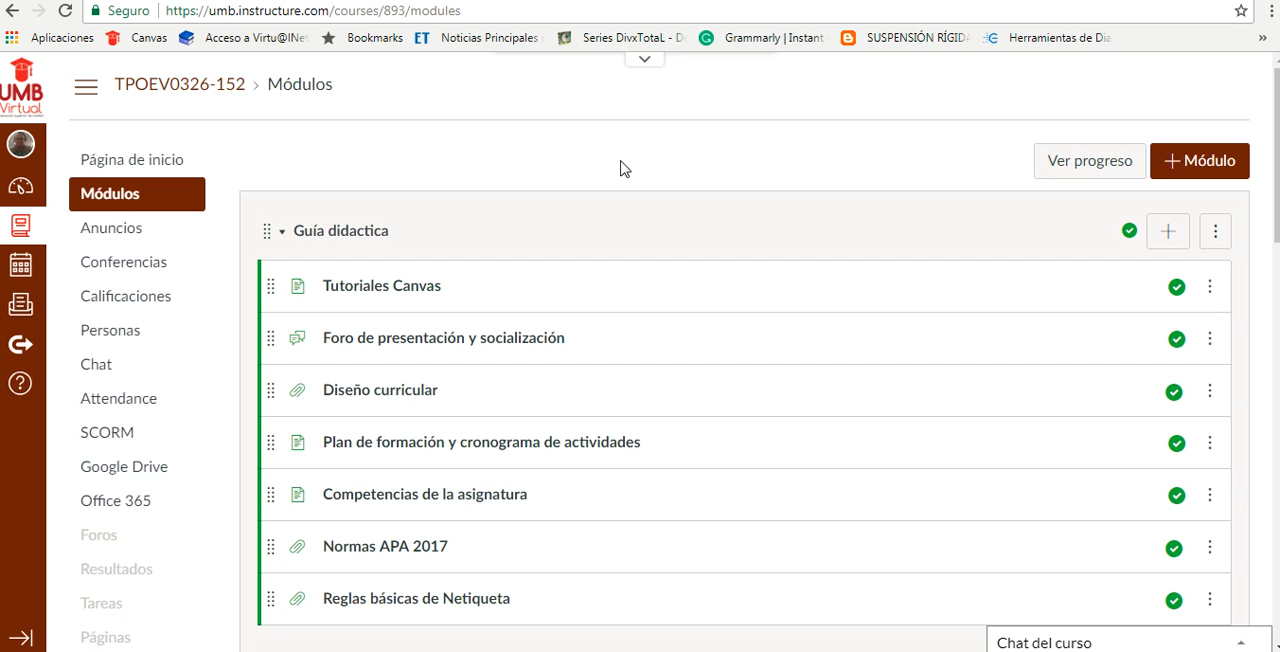 Seguro
https://umb.instructure.com/courses/893/modules
Aplicaciones
Canvas
Acceso a Virtu@lNet
Bookmarks
ET Noticias Principales
Series DivxTotaL - De
Grammarly | Instant
SUSPENSIÓN RÍGIDA
Herramientas de Dia
»
UMB
Virtual
TPOEV0326-152 › Módulos
Ver progreso
Módulo
Página de inicio
Módulos
Anuncios
Conferencias
Calificaciones
Personas
Chat
Attendance
SCORM
Google Drive
Office 365
Foros
Resultados
Tareas
Páginas
Guía didactica
Tutoriales Canvas
Foro de presentación y socialización
Diseño curricular
Plan de formación y cronograma de actividades
Competencias de la asignatura
Normas APA 2017
Reglas básicas de Netiqueta
Chat del curso